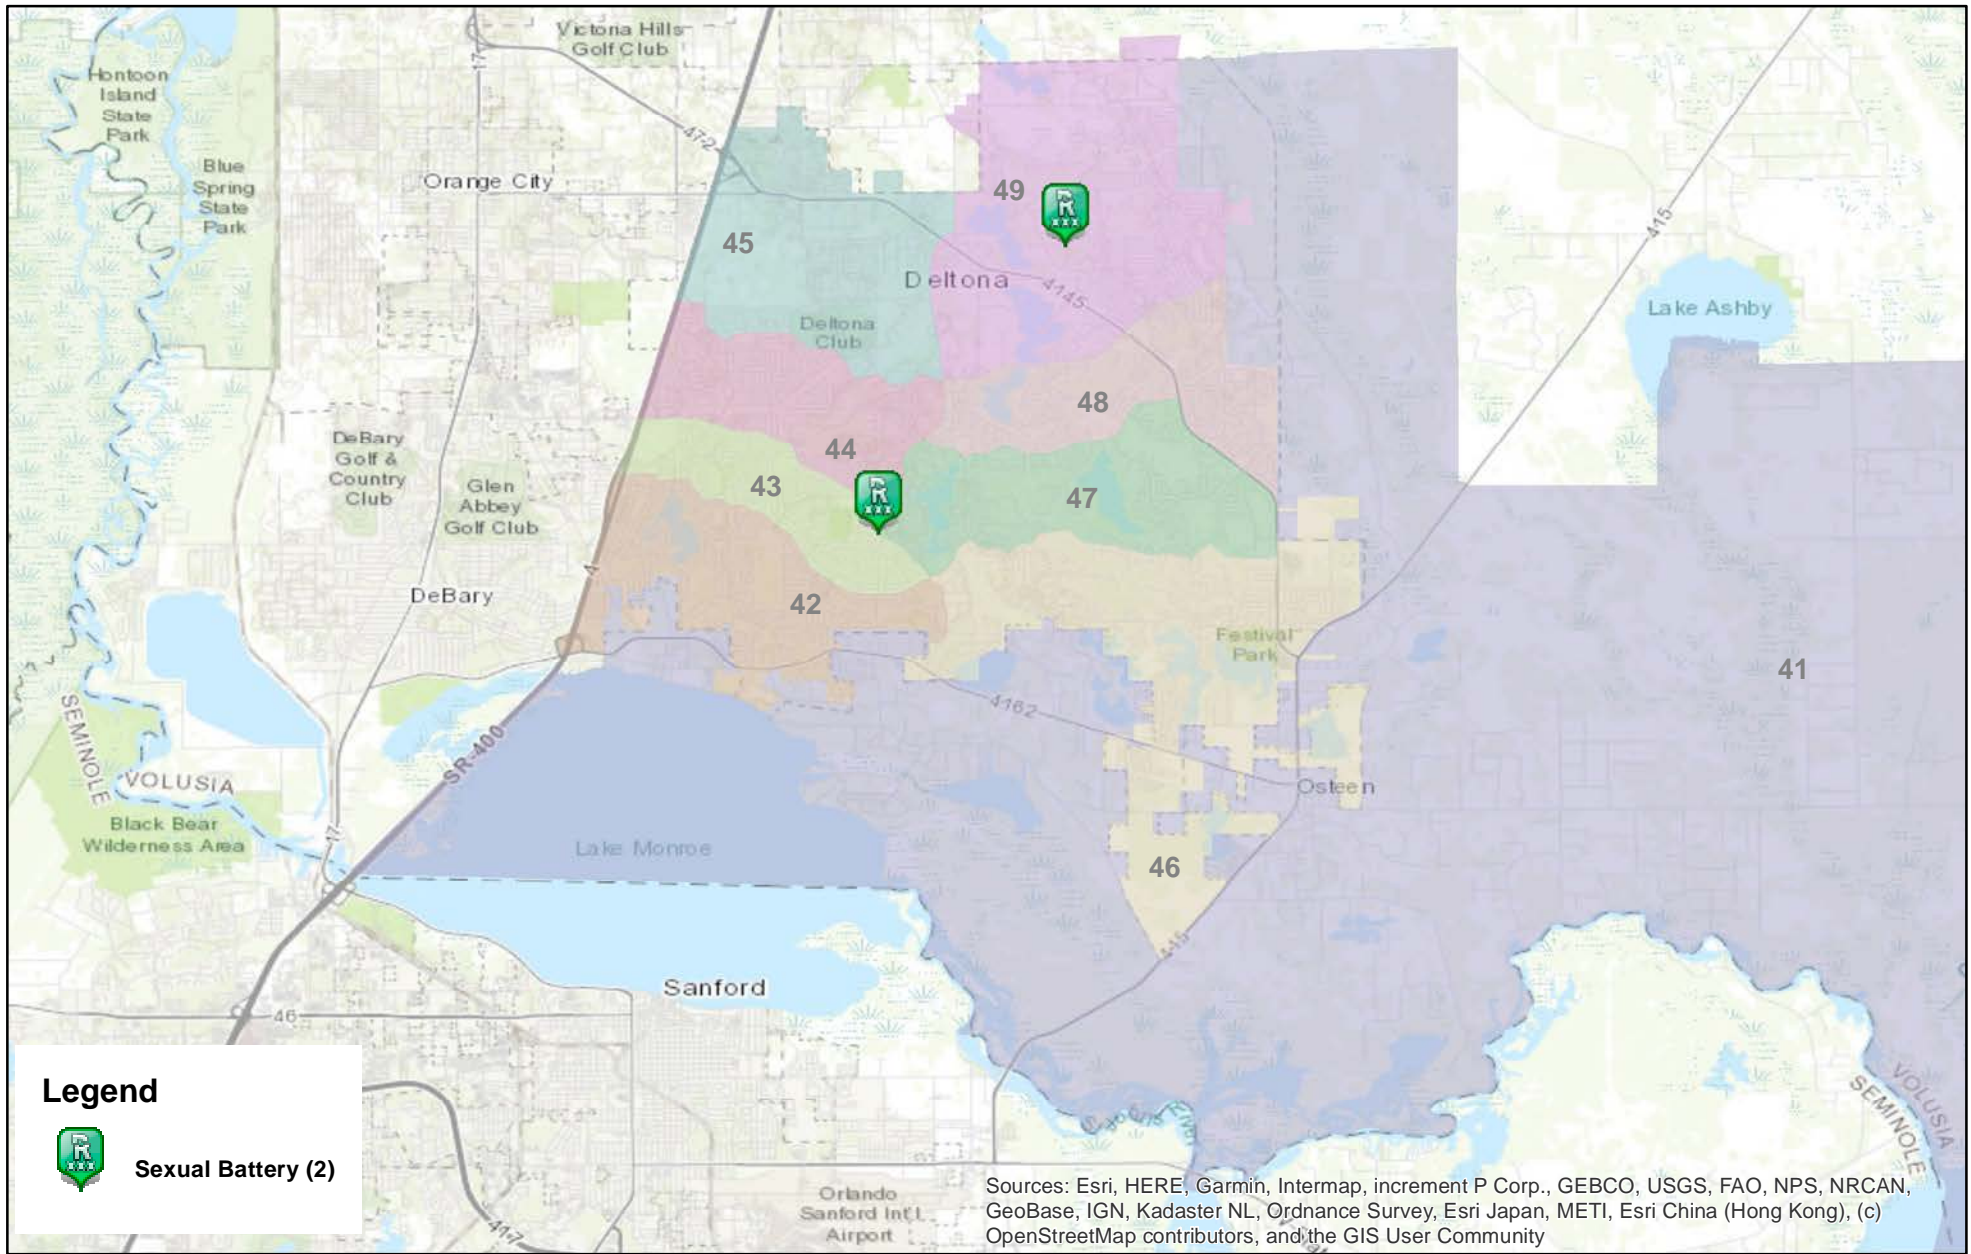 Victoria Hills
Golf Club
Hontoon
Island
State
Park
17
472
Blue
Spring
State
Park
Orange City
49
R
XXX
415
45
Deltona
4145
Lake Ashby
Deltona
Club
48
DeBary
Golf &
Country
Club
44
43
Glen
Abbey
Golf Club
R
XXX
47
4
DeBary
42
Festival
Park
41
SEMINOLE
VOLUSIA
SR-400
4162
Osteen
Black Bear
Wilderness Area
17
Lake Monroe
46
415
Sanford
46
Legend
R
XXX
Sexual Battery (2)
417
Orlando
Sanford Int'l
Airport
VOLUSIA
SEMINOLE
Sources: Esri, HERE, Garmin, Intermap, increment P Corp., GEBCO, USGS, FAO, NPS, NRCAN,
GeoBase, IGN, Kadaster NL, Ordnance Survey, Esri Japan, METI, Esri China (Hong Kong), (c)
OpenStreetMap contributors, and the GIS User Community